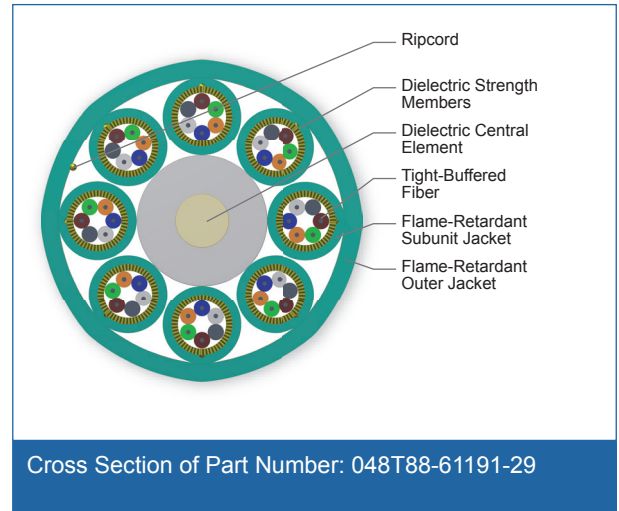 Ripcord
Dielectric Strength
Members
Dielectric Central
Element
Tight-Buffered
Fiber
Flame-Retardant
Subunit Jacket
Flame-Retardant
Outer Jacket
Cross Section of Part Number: 048T88-61191-29